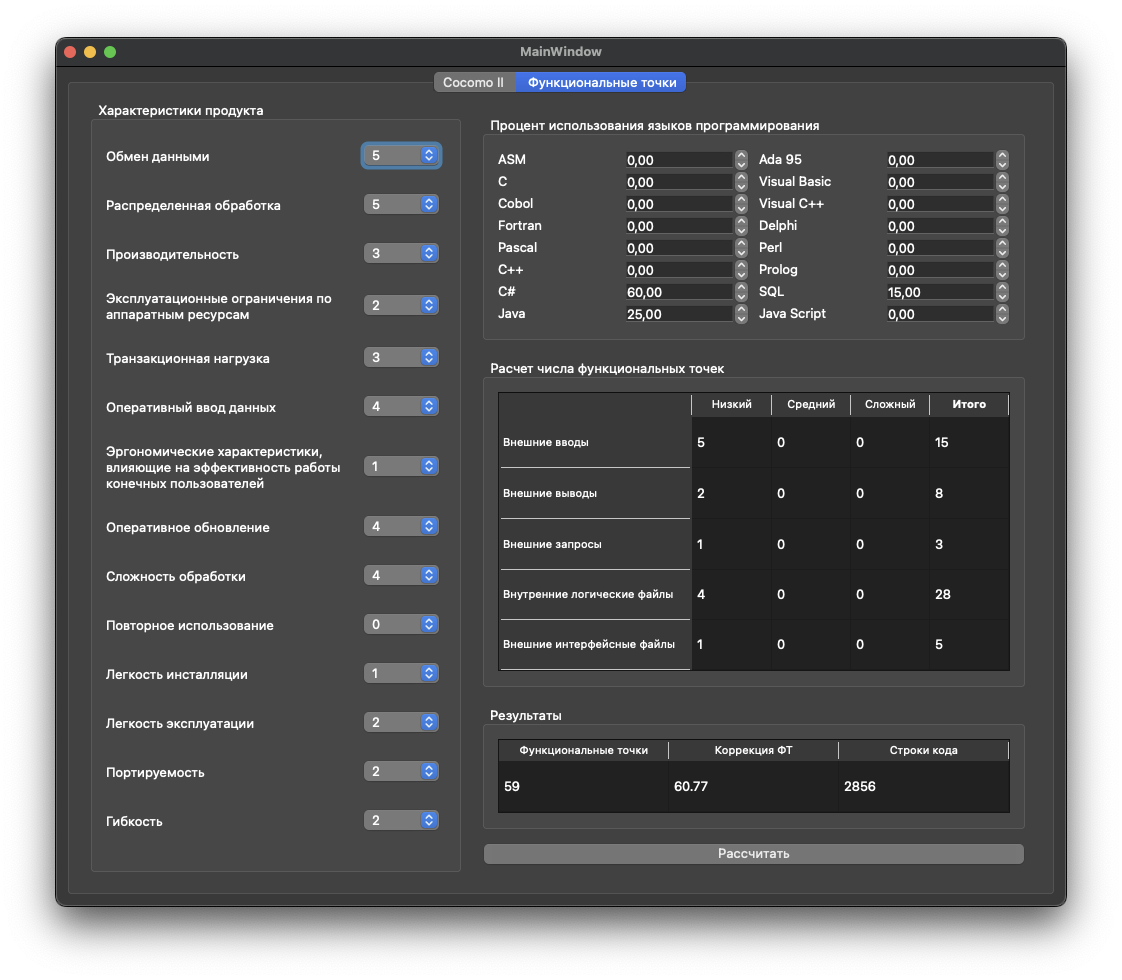 MainWindow
Cocomo II Функциональные точки
Характеристики продукта
Обмен данными 5
Распределенная обработка 5
Производительность 3
Эксплуатационные ограничения по
аппаратным ресурсам 2
Транзакционная нагрузка 3
Оперативный ввод данных 4
Эргономические характеристики,
влияющие на эффективность работы 1
конечных пользователей
Оперативное обновление 4
Сложность обработки 4
Повторное использование 0
Легкость инсталляции 1
Легкость эксплуатации 2
Портируемость 2
Гибкость 2
Процент использования языков программирования
ASM 0,00 Ada 95 0,00
C 0,00 Visual Basic 0,00
Cobol 0,00 Visual C++ 0,00
Fortran 0,00 Delphi 0,00
Pascal 0,00 Perl 0,00
C++ 0,00 Prolog 0,00
C# 60,00 SQL 15,00
Java 25,00 Java Script 0,00
Расчет числа функциональных точек
Низкий Средний Сложный Итого
Внешние вводы 5 0 0 15
Внешние выводы 2 0 0 8
Внешние запросы 1 0 0 3
Внутренние логические файлы 4 0 0 28
Внешние интерфейсные файлы 1 0 0 5
Результаты
Функциональные точки Коррекция ФТ Строки кода
59 60.77 2856
Рассчитать